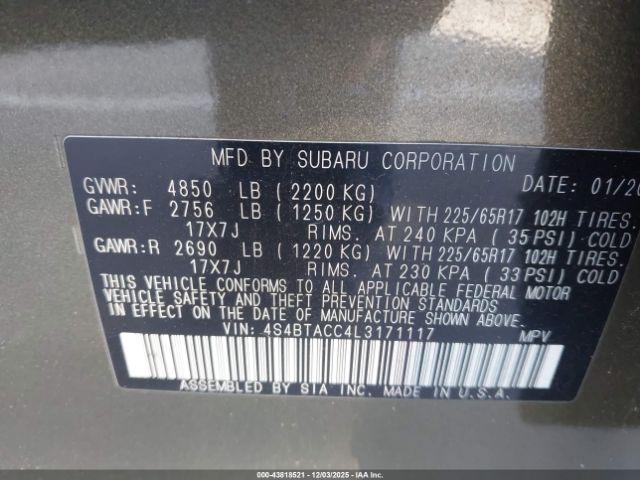 MFD BY SUBARU CORPORATION
GVWR: 4850 LB ( 2200 KG) DATE: 01/20
GAWR:F 2756 LB ( 1250 KG) WITH 225/65R17 102H TIRES.
17X7J RIMS. AT 240 KPA ( 35 PSI) COLD
GAWR:R 2690 LB ( 1220 KG) WITH 225/65R17 102H TIRES.
17X7J RIMS. AT 230 KPA ( 33 PSI) COLD
THIS VEHICLE CONFORMS TO ALL APPLICABLE FEDERAL MOTOR
VEHICLE SAFETY AND THEFT PREVENTION STANDARDS
IN EFFECT ON THE DATE OF MANUFACTURE SHOWN ABOVE.
VIN: 4S4BTACC4L3171117 MPV
ASSEMBLED BY SIA INC. MADE IN U.S.A.
000-43818521 - 12/03/2025 - IAAI.COM